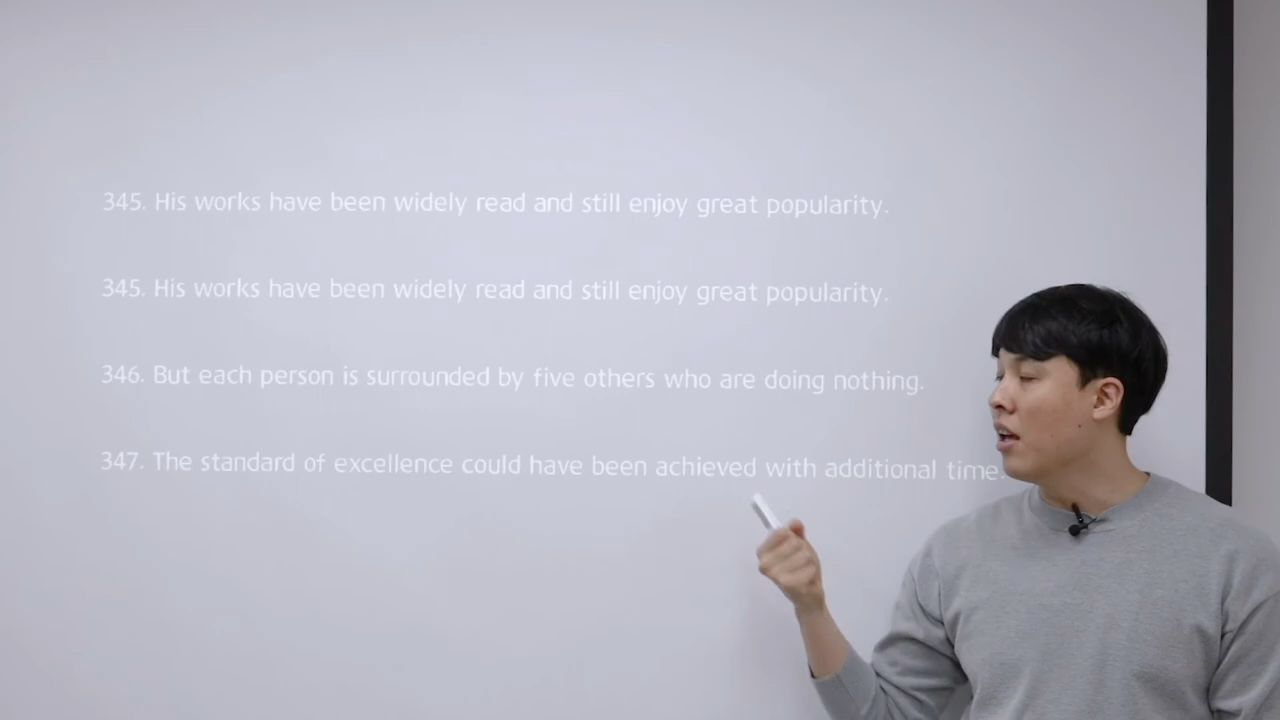 345. His works have been widely read and still enjoy great popularity.
345. His works have been widely read and still enjoy great popularity.
346. But each person is surrounded by five others who are doing nothing.
347. The standard of excellence could have been achieved with additional time.